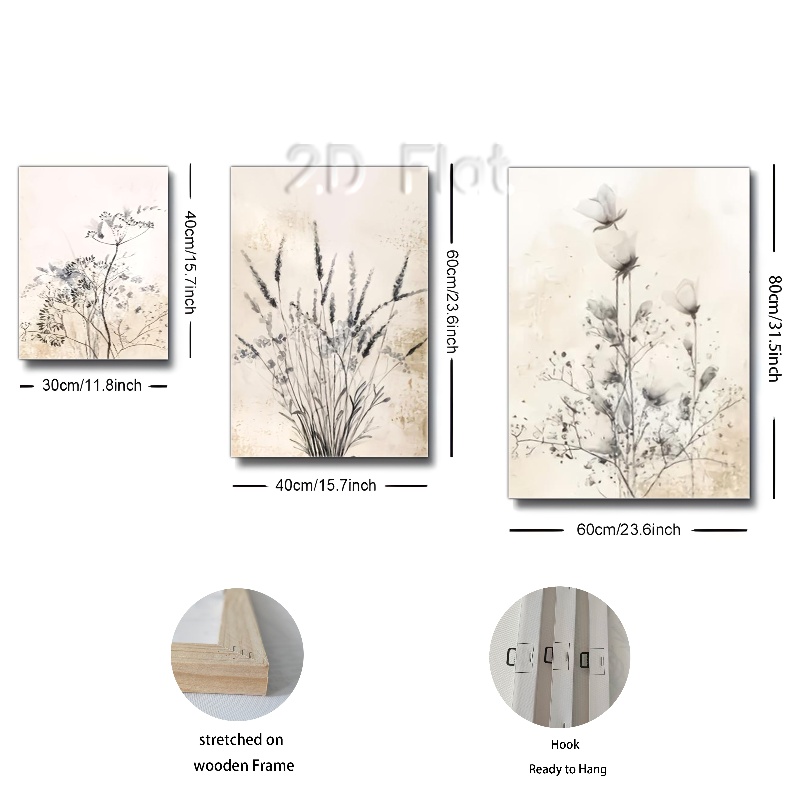 2.D Flat
40cm/15.7inch
30cm/11.8inch
60cm/23.6inch
40cm/15.7inch
80cm/31.5inch
60cm/23.6inch
stretched on
wooden Frame
Hook
Ready to Hang